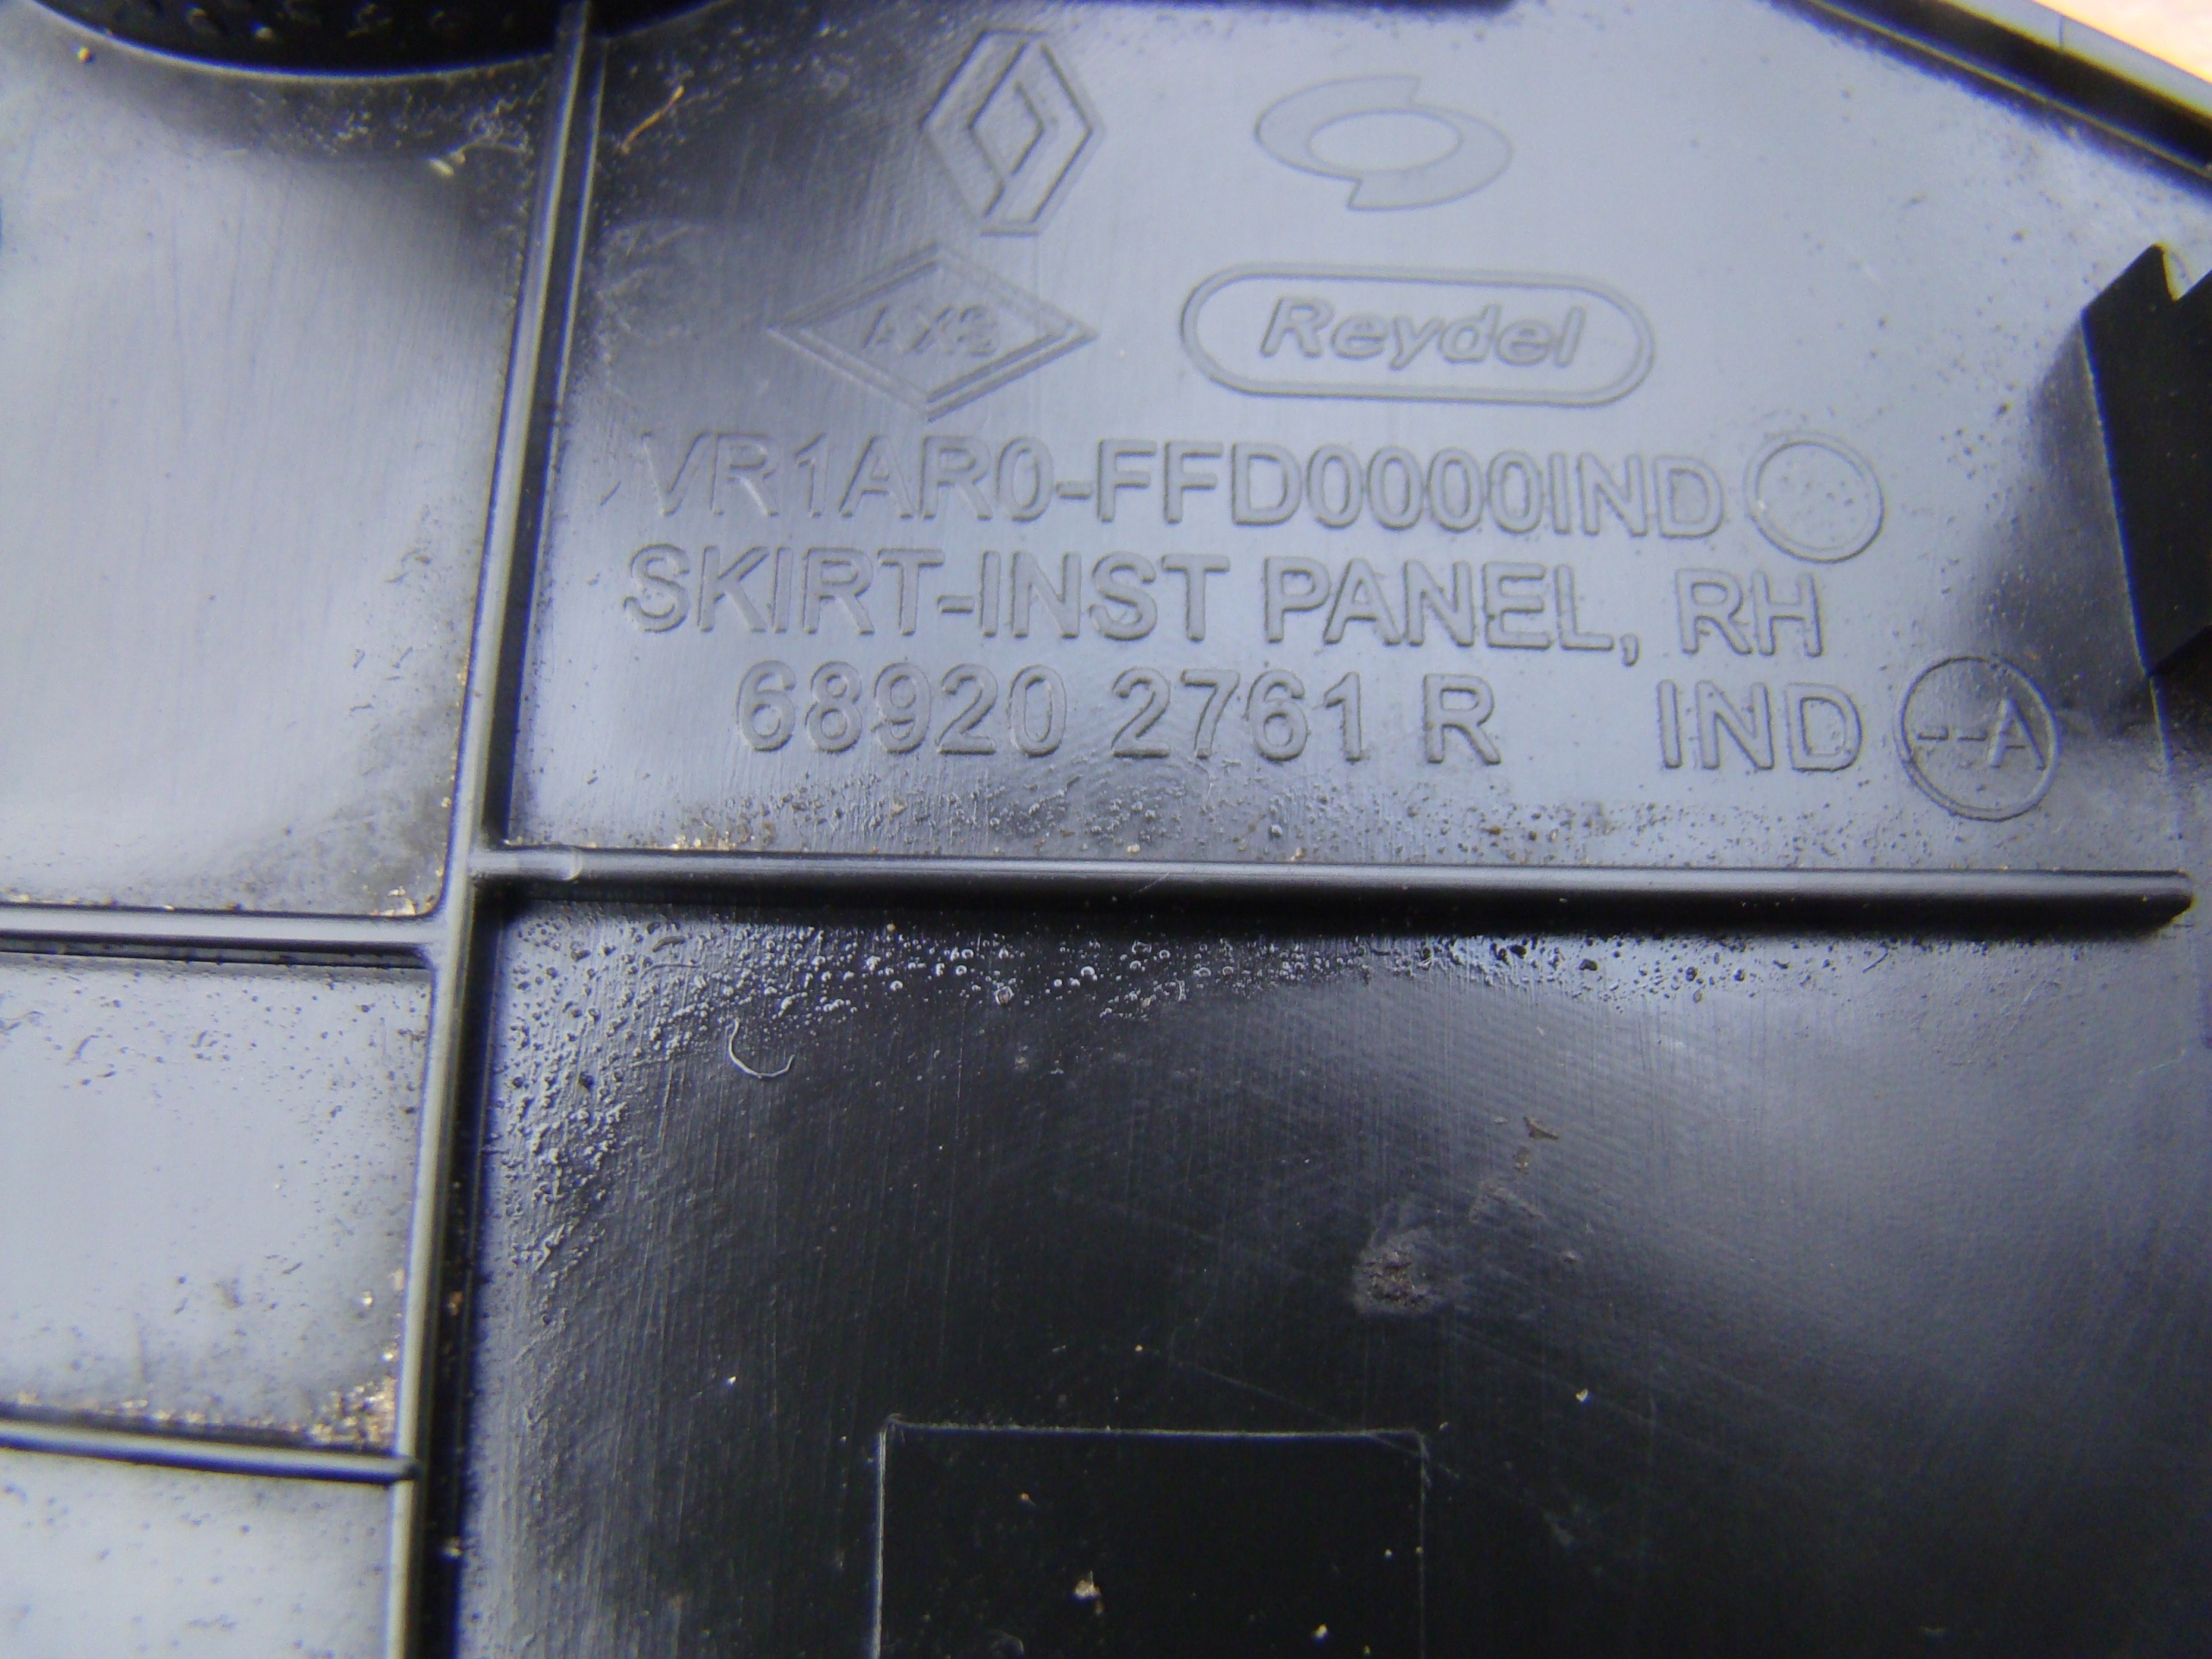 Reydel
VR1AR0-FFD0000IND
SKIRT-INST PANEL, RH
68920 2761 R IND --A